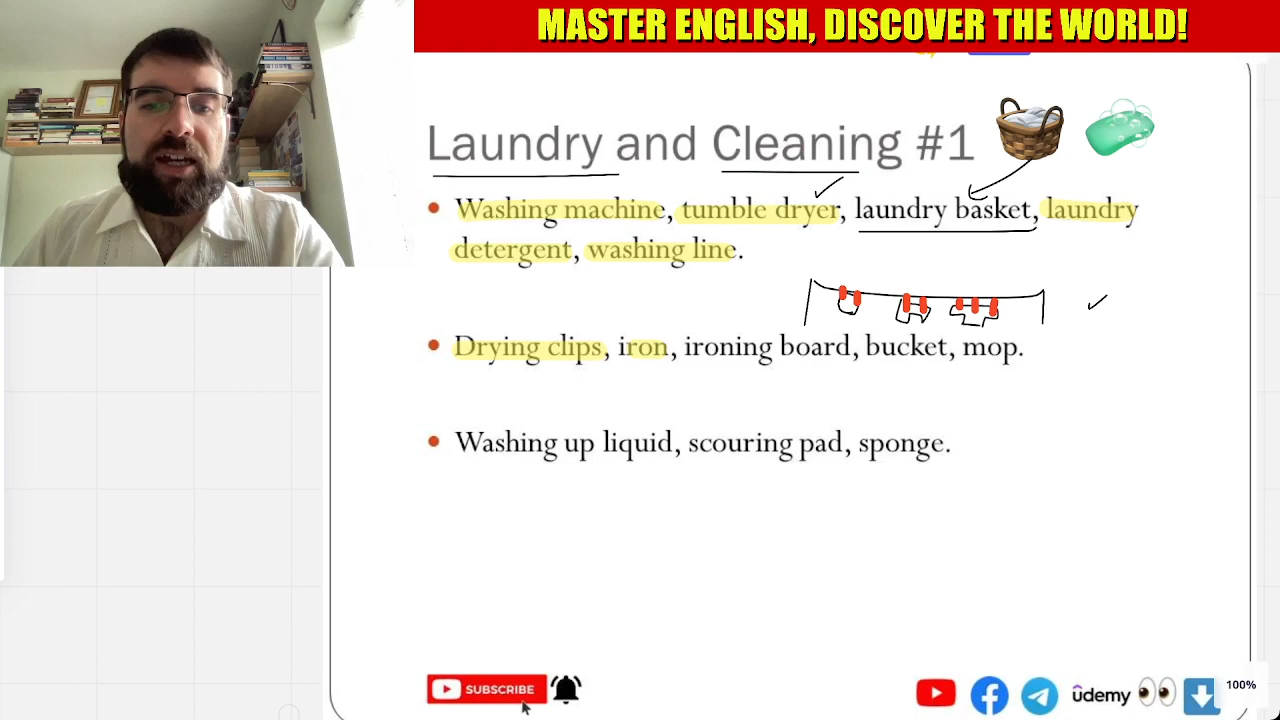 MASTER ENGLISH, DISCOVER THE WORLD!
Laundry and Cleaning #1
• Washing machine, tumble dryer, laundry basket, laundry
detergent, washing line.
• Drying clips, iron, ironing board, bucket, mop.
• Washing up liquid, scouring pad, sponge.
SUBSCRIBE
ûdemy
100%